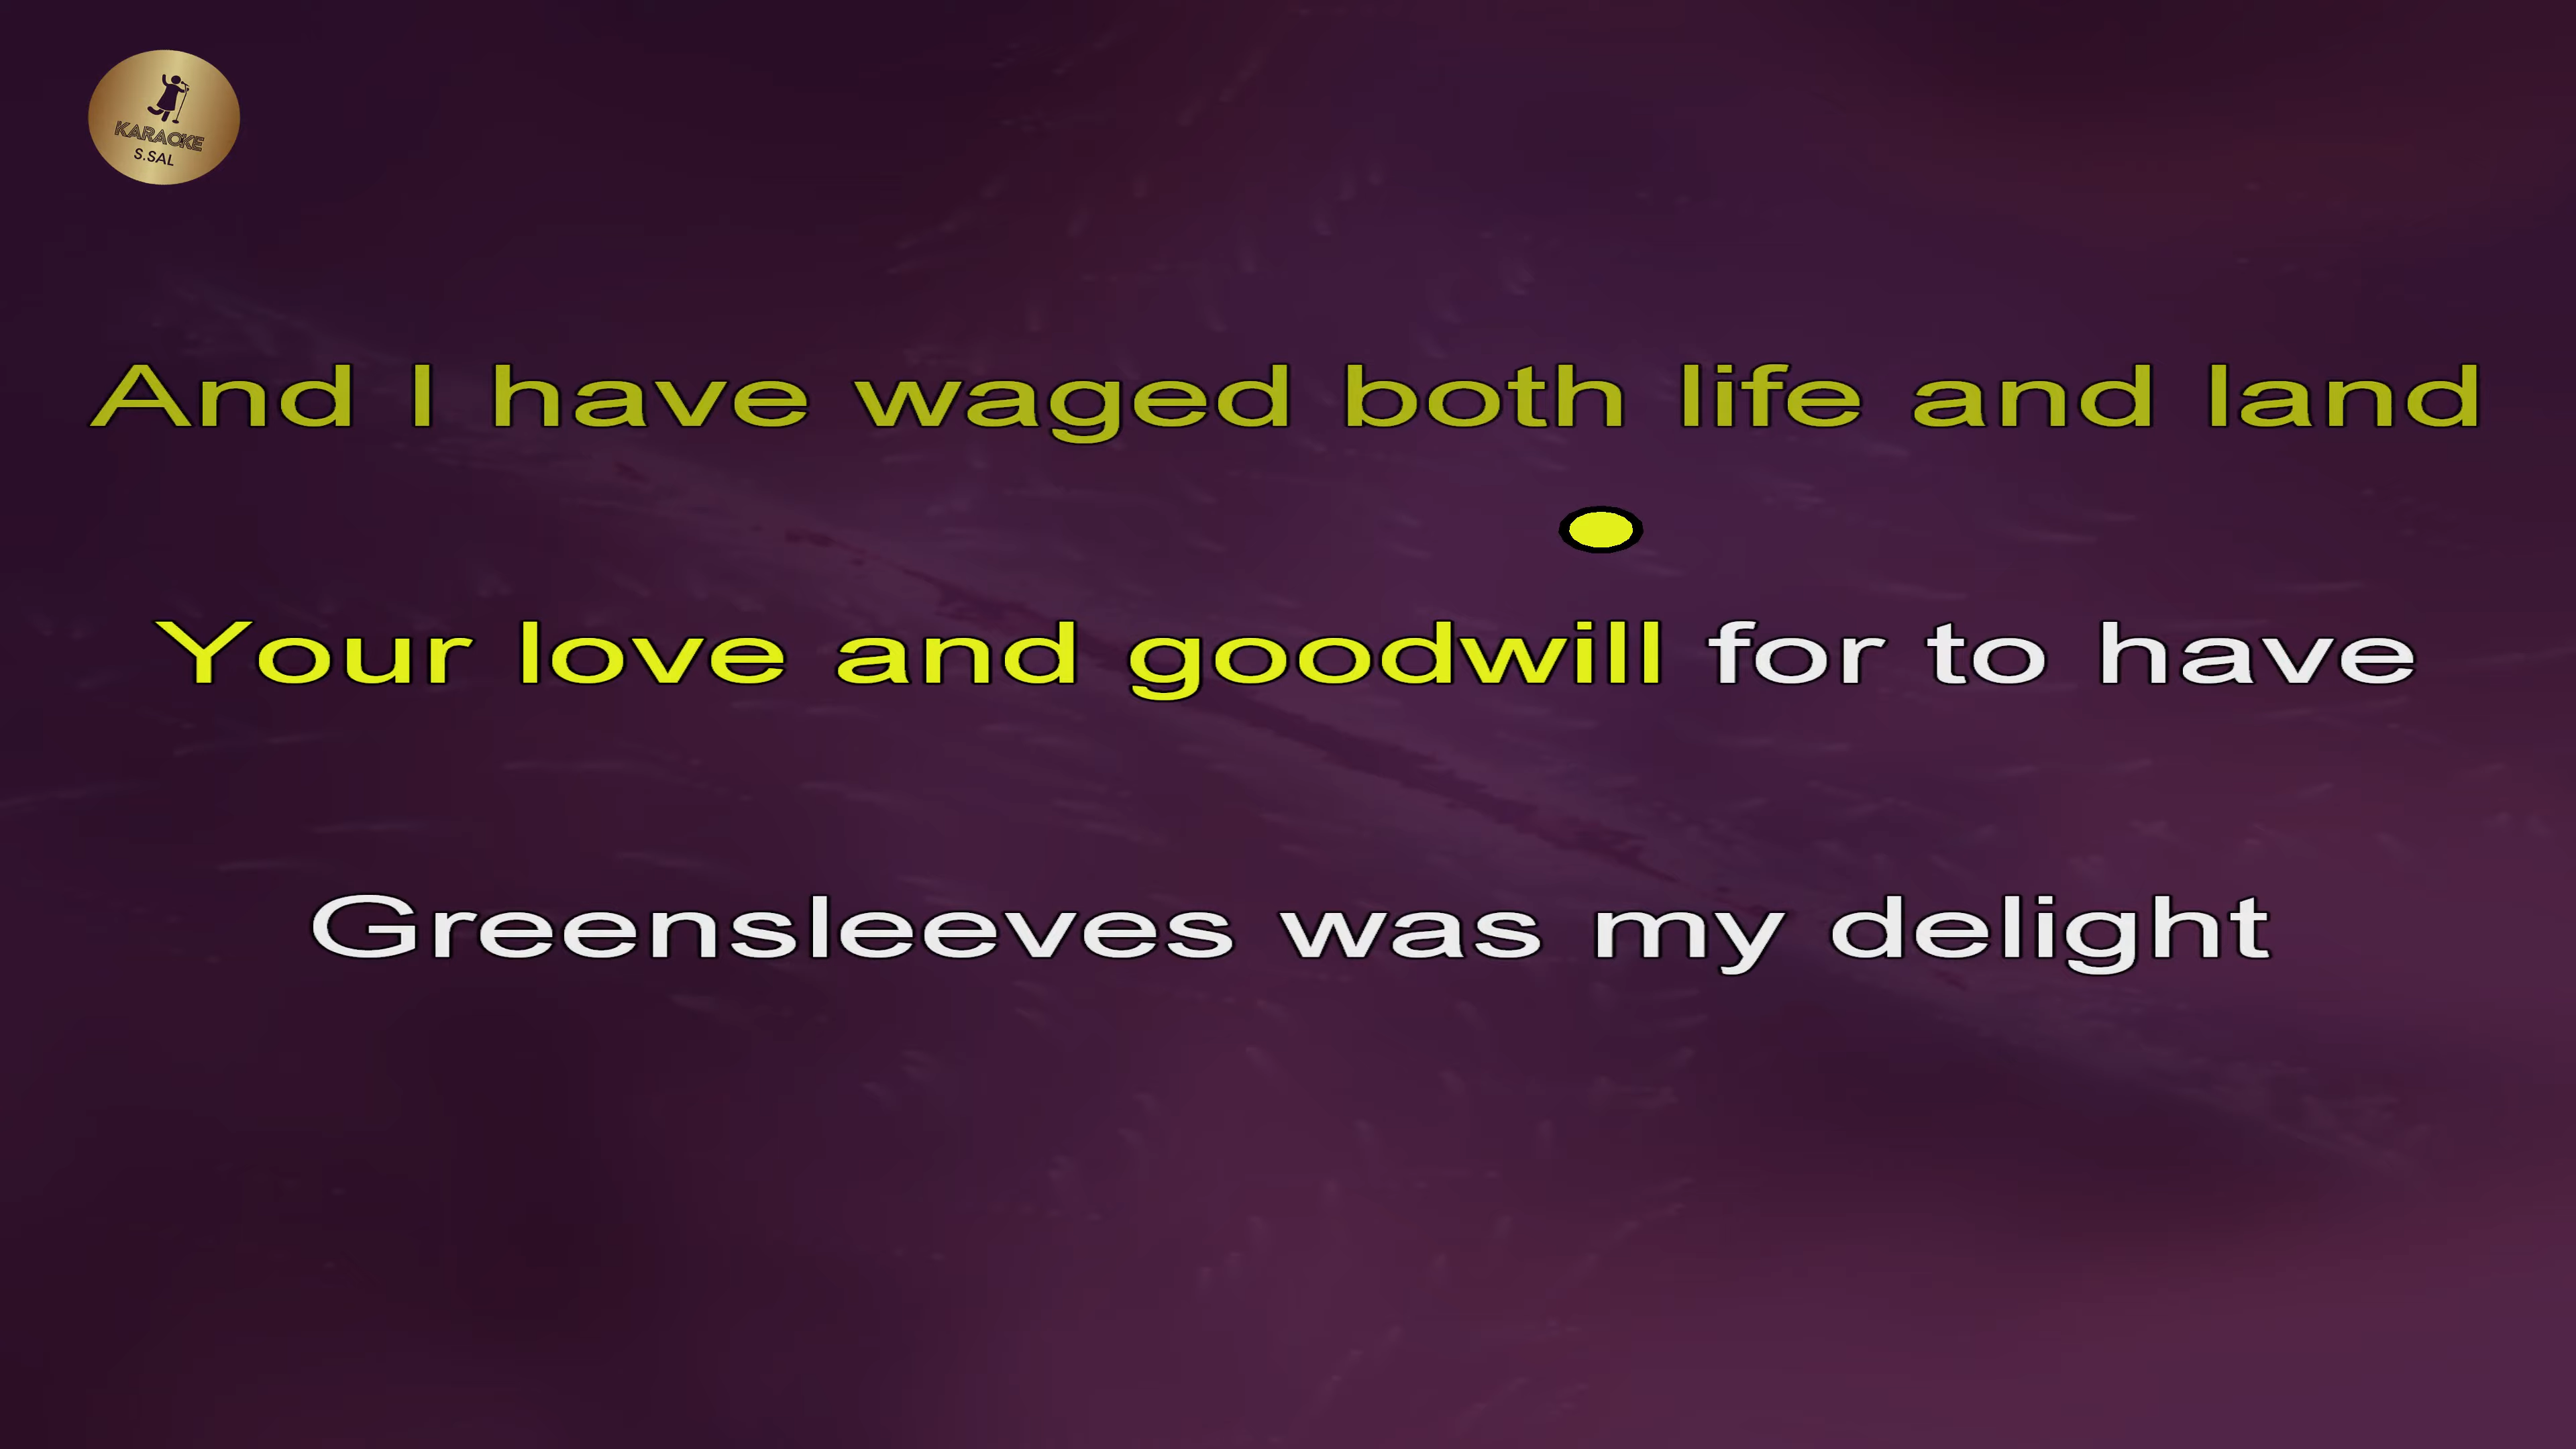 KARAOKE
S.SAL
And I have waged both life and land
Your love and goodwill for to have
Greensleeves was my delight